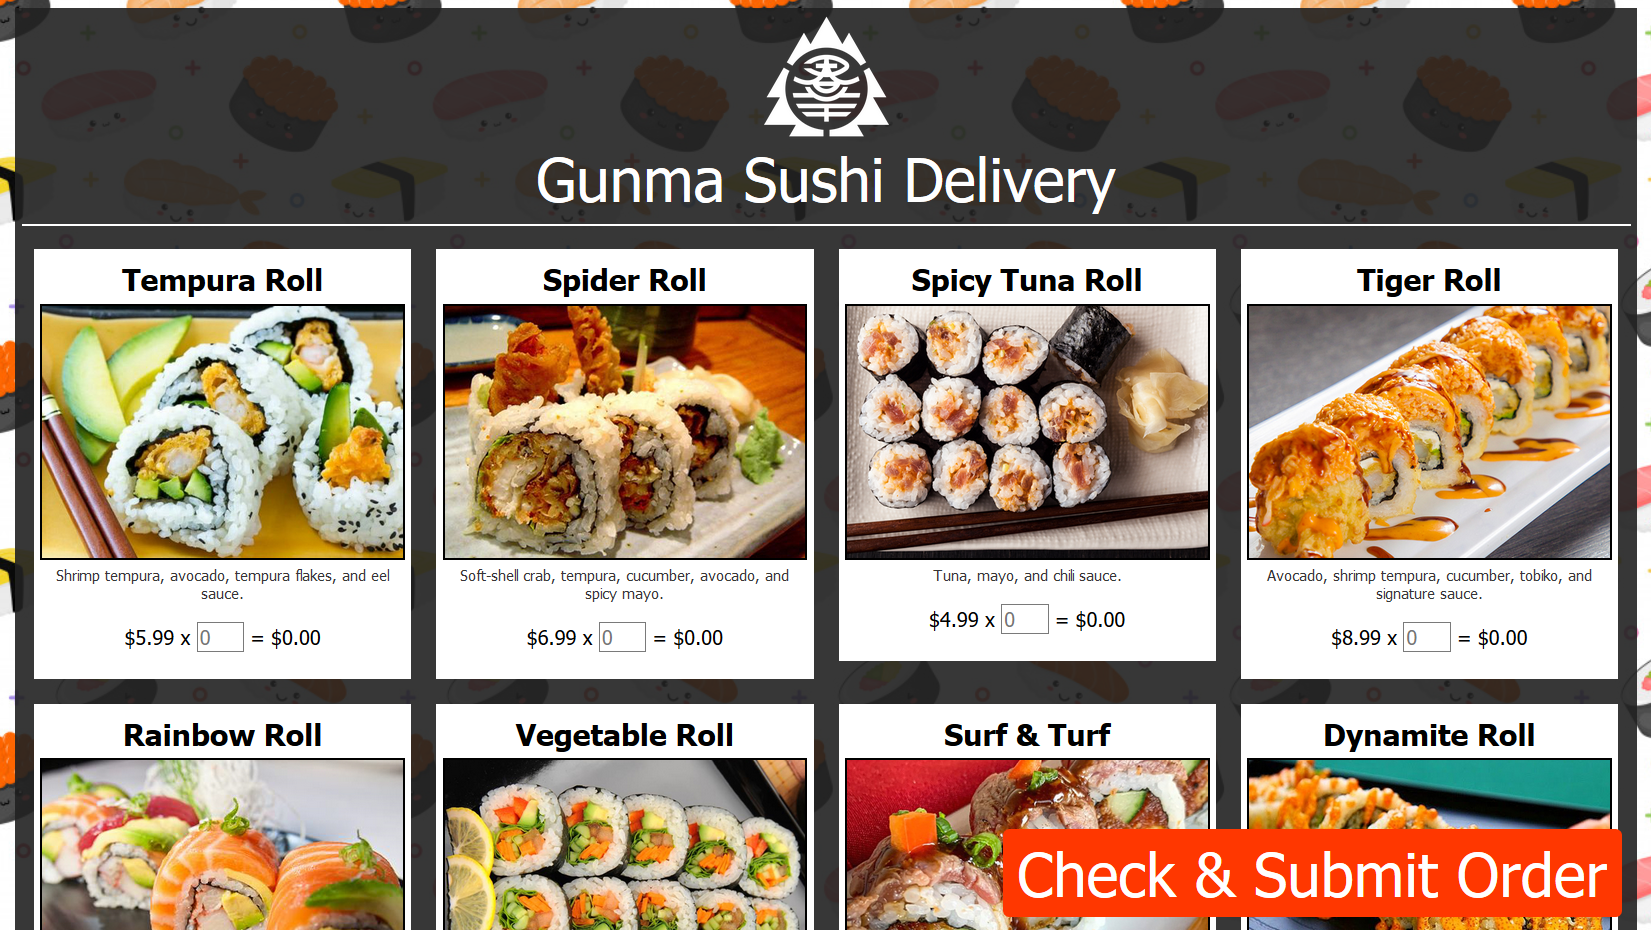 Gunma Sushi Delivery
Tempura Roll
Shrimp tempura, avocado, tempura flakes, and eel
sauce.
$5.99 x 0 = $0.00
Spider Roll
Soft-shell crab, tempura, cucumber, avocado, and
spicy mayo.
$6.99 x 0 = $0.00
Spicy Tuna Roll
Tuna, mayo, and chili sauce.
$4.99 x 0 = $0.00
Tiger Roll
Avocado, shrimp tempura, cucumber, tobiko, and
signature sauce.
$8.99 x 0 = $0.00
Rainbow Roll
Vegetable Roll
Surf & Turf
Dynamite Roll
Check & Submit Order